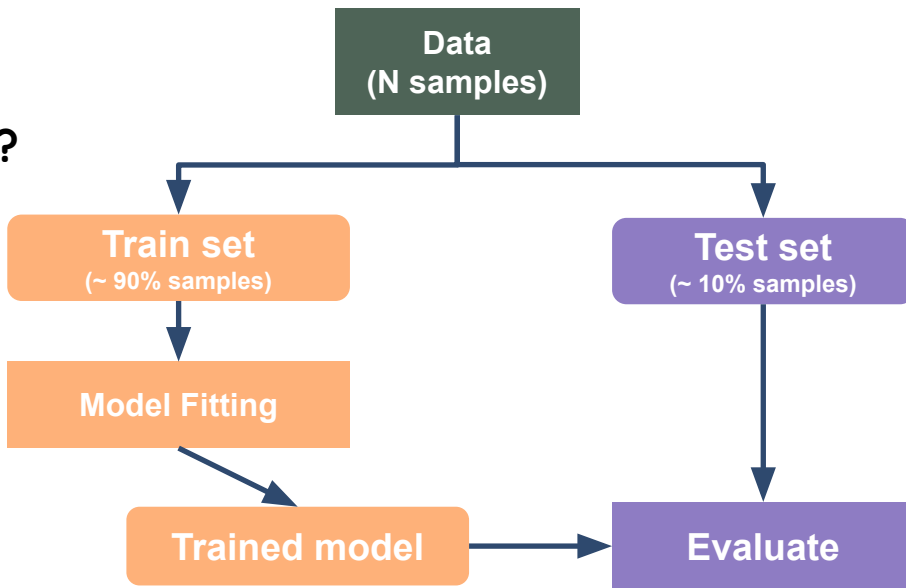 Data
(N samples)
?
Train set
(~ 90% samples)
Test set
(~ 10% samples)
Model Fitting
Trained model
Evaluate